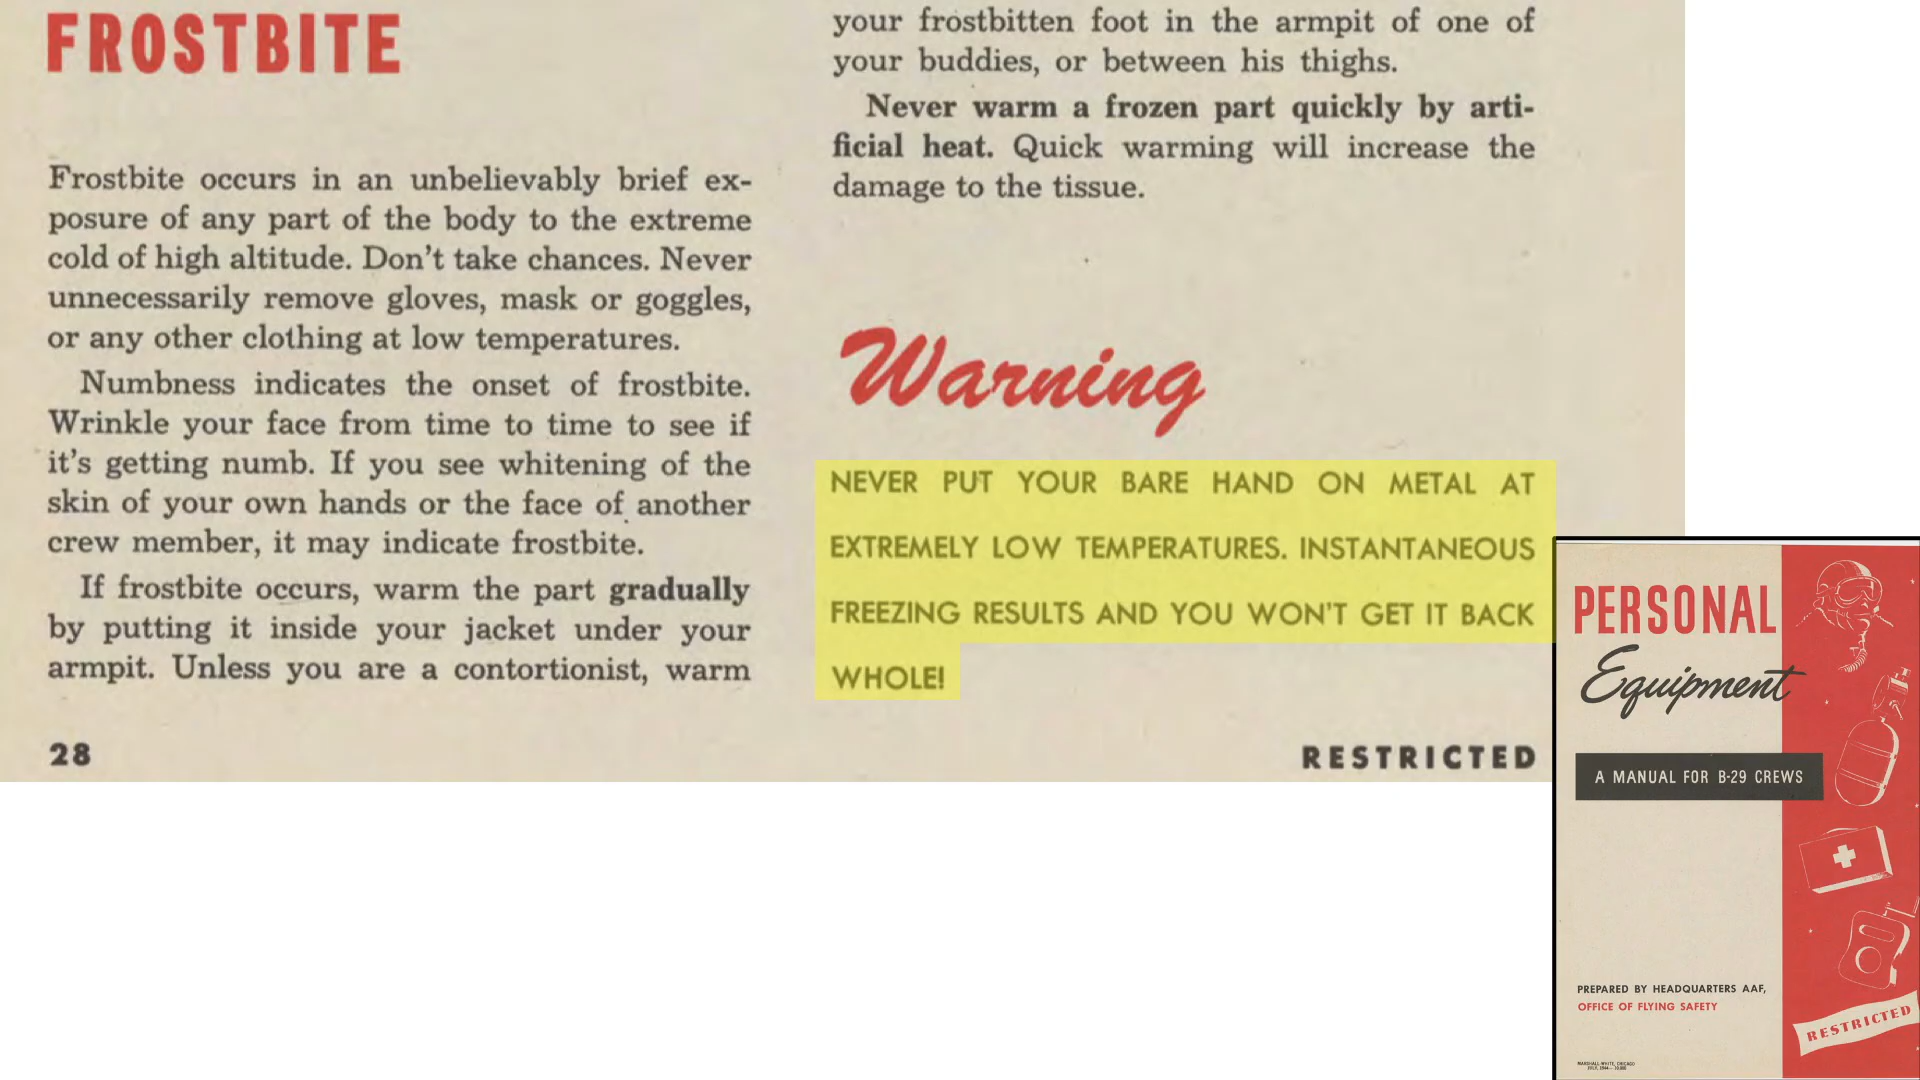 FROSTBITE
Frostbite occurs in an unbelievably brief ex-
posure of any part of the body to the extreme
cold of high altitude. Don't take chances. Never
unnecessarily remove gloves, mask or goggles,
or any other clothing at low temperatures.
Numbness indicates the onset of frostbite.
Wrinkle your face from time to time to see if
it's getting numb. If you see whitening of the
skin of your own hands or the face of another
crew member, it may indicate frostbite.
If frostbite occurs, warm the part gradually
by putting it inside your jacket under your
armpit. Unless you are a contortionist, warm
28
your frostbitten foot in the armpit of one of
your buddies, or between his thighs.
Never warm a frozen part quickly by arti-
ficial heat. Quick warming will increase the
damage to the tissue.
Warning
NEVER PUT YOUR BARE HAND ON METAL AT
EXTREMELY LOW TEMPERATURES. INSTANTANEOUS
FREEZING RESULTS AND YOU WON'T GET IT BACK
WHOLE!
RESTRICTED
PERSONAL
Equipment
A MANUAL FOR B-29 CREWS
PREPARED BY HEADQUARTERS AAF,
OFFICE OF FLYING SAFETY
RESTRICTED
MARSHALL-WHITE, CHICAGO
JULY, 1944—